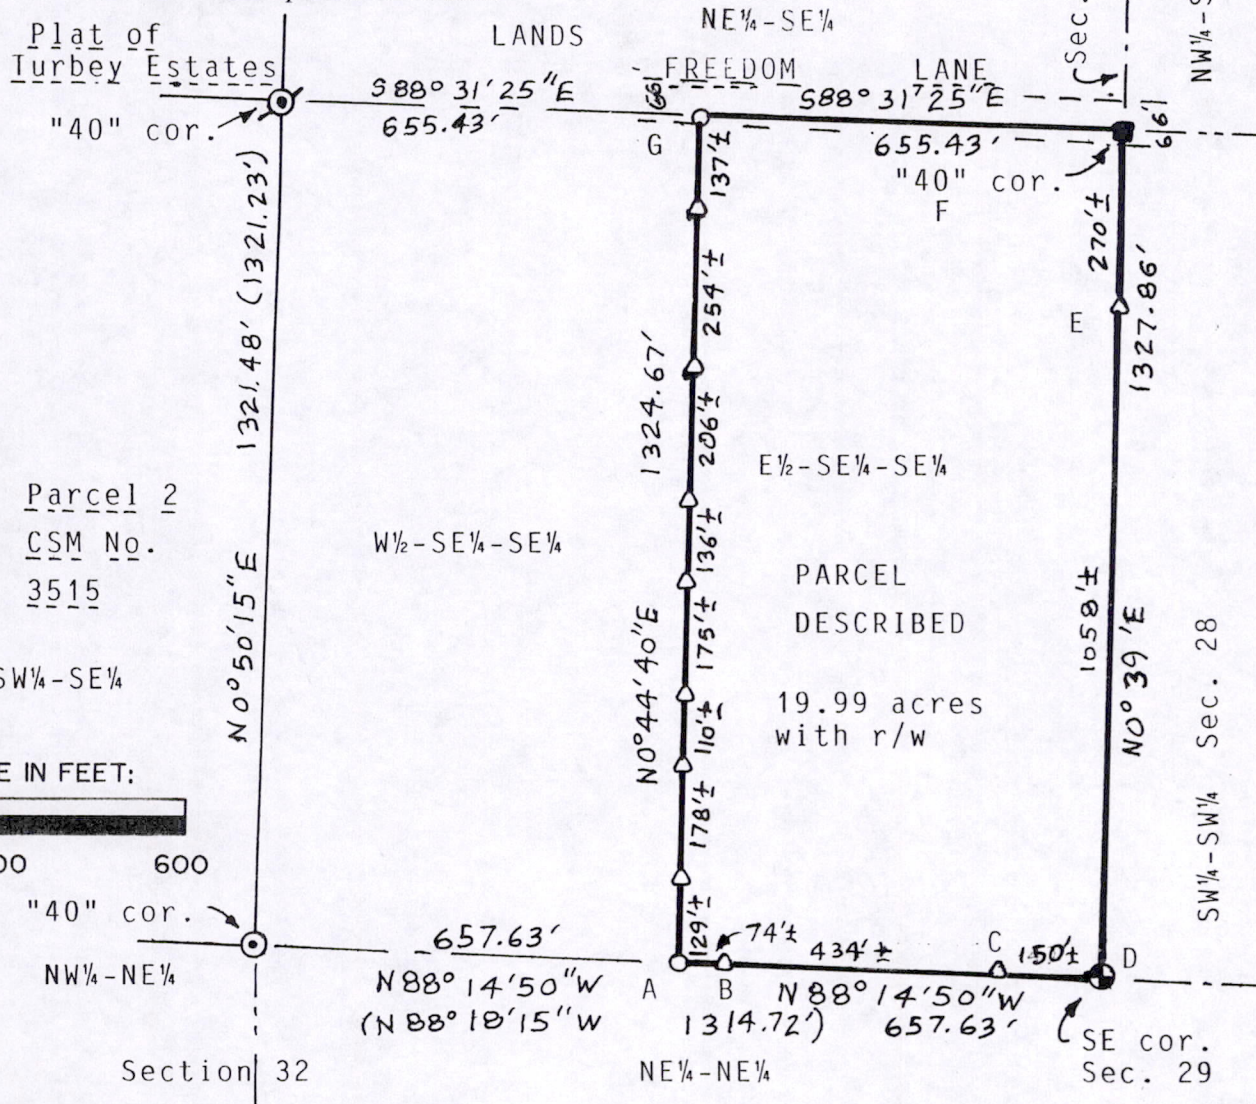 NE¼-SE¼
LANDS
Plat of
Turbey Estates
"40" cor.
S88° 31' 25"E
655.43'
66'
FREEDOM LANE
S88° 31' 25"E
655.43'
"40" cor.
F
G
Sec.
NW¼-S
66'
137'±
254'±
206'±
136'±
175'±
110'±
178'±
129'±
1324.67'
N0°44'40"E
270'±
E
1327.86'
1058'±
N0°39'E
1321.48' (1321.23')
N0°50'15"E
E½-SE¼-SE¼
W½-SE¼-SE¼
Parcel 2
CSM No.
3515
PARCEL
DESCRIBED
19.99 acres
with r/w
SW¼-SE¼
SW¼-SW¼ Sec. 28
E IN FEET:
00 600
"40" cor.
NW¼-NE¼
657.63'
N88° 14'50"W
(N88° 18'15"W 1314.72')
A
B
74'±
434'±
C
150'±
D
N88° 14'50"W
657.63'
SE cor.
Sec. 29
Section 32
NE¼-NE¼